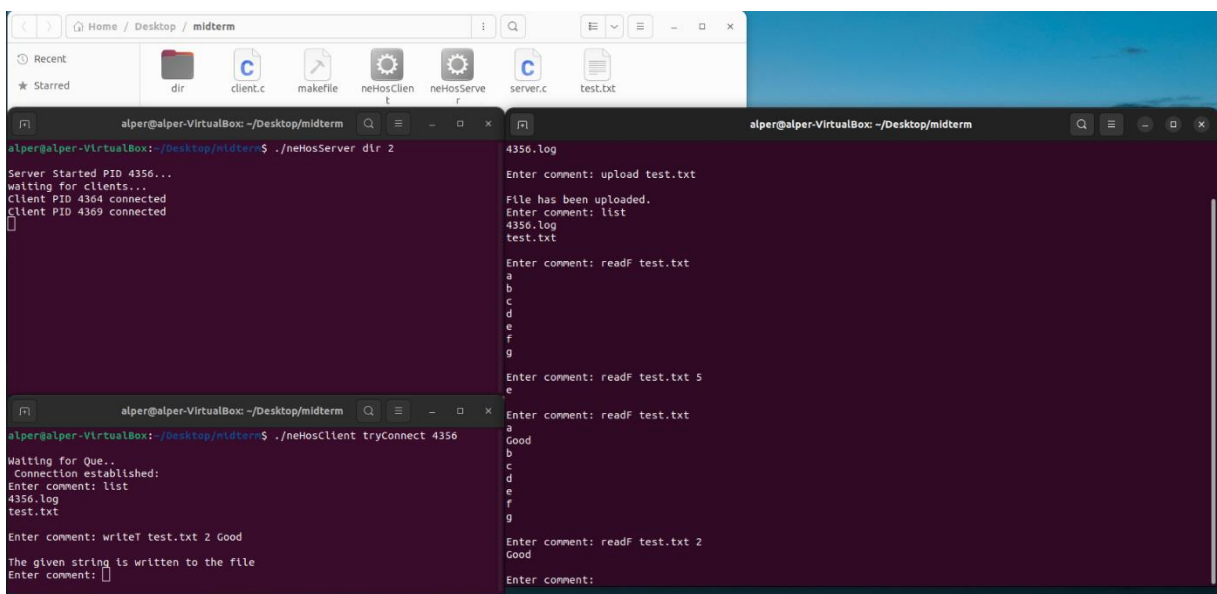 Home / Desktop / midterm
Recent
Starred
dir
client.c
makefile
neHosClien
t
neHosServe
r
server.c
test.txt
alper@alper-VirtualBox: ~/Desktop/midterm
alper@alper-VirtualBox:~/Desktop/midterm$ ./neHosServer dir 2
Server Started PID 4356...
waiting for clients...
Client PID 4364 connected
Client PID 4369 connected
alper@alper-VirtualBox: ~/Desktop/midterm
alper@alper-VirtualBox:~/Desktop/midterm$ ./neHosClient tryConnect 4356
Waiting for Que..
Connection established:
Enter comment: list
4356.log
test.txt
Enter comment: writeT test.txt 2 Good
The given string is written to the file
Enter comment:
alper@alper-VirtualBox: ~/Desktop/midterm
4356.log
Enter comment: upload test.txt
File has been uploaded.
Enter comment: list
4356.log
test.txt
Enter comment: readF test.txt
a
b
c
d
e
f
g
Enter comment: readF test.txt 5
e
Enter comment: readF test.txt
a
Good
b
c
d
e
f
g
Enter comment: readF test.txt 2
Good
Enter comment: